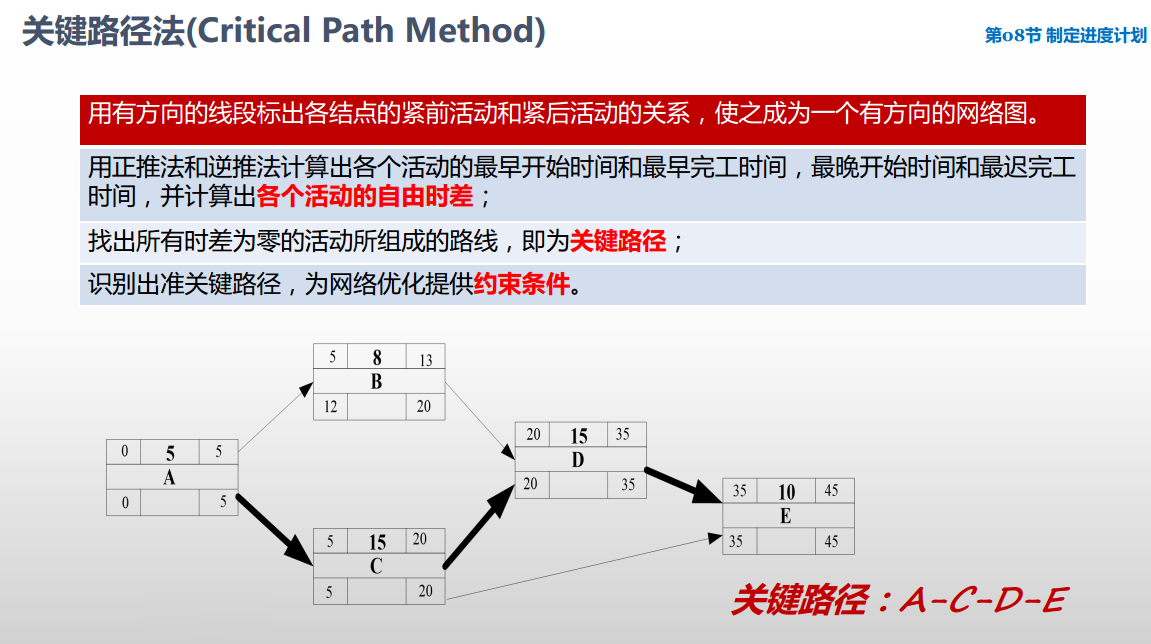 关键路径法(Critical Path Method)
第08节 制定进度计划
用有方向的线段标出各结点的紧前活动和紧后活动的关系，使之成为一个有方向的网络图。
用正推法和逆推法计算出各个活动的最早开始时间和最早完工时间，最晚开始时间和最迟完工
时间，并计算出各个活动的自由时差；
找出所有时差为零的活动所组成的路线，即为关键路径；
识别出准关键路径，为网络优化提供约束条件。
5 8 13
B
12 20
0 5 5
A
0 5
20 15 35
D
20 35
5 15 20
C
5 20
35 10 45
E
35 45
关键路径：A-C-D-E